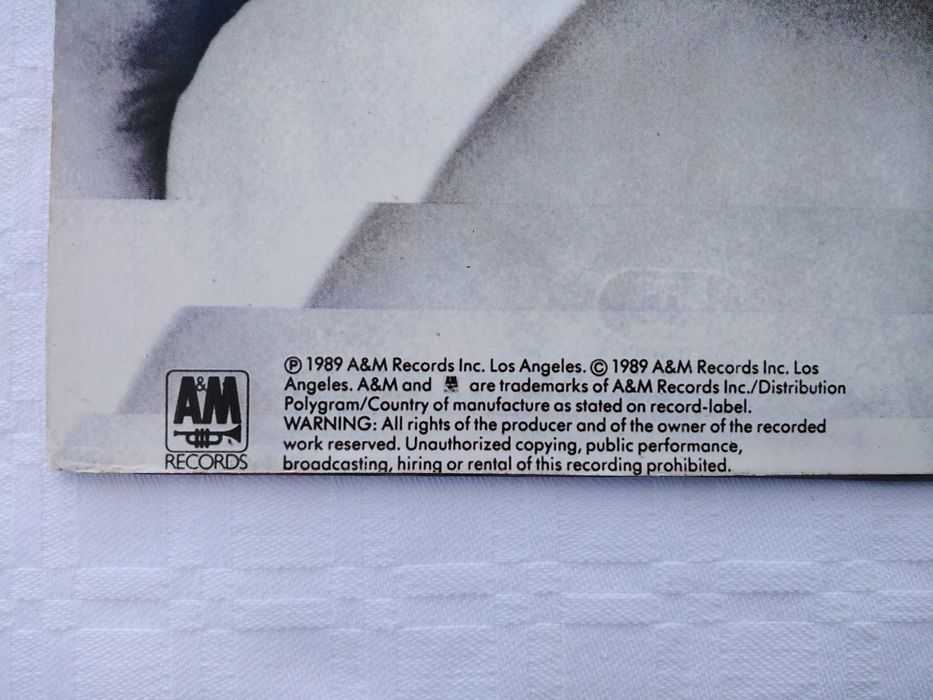 A&M
RECORDS
℗ 1989 A&M Records Inc. Los Angeles. © 1989 A&M Records Inc. Los
Angeles. A&M and are trademarks of A&M Records Inc./Distribution
Polygram/Country of manufacture as stated on record-label.
WARNING: All rights of the producer and of the owner of the recorded
work reserved. Unauthorized copying, public performance,
broadcasting, hiring or rental of this recording prohibited.